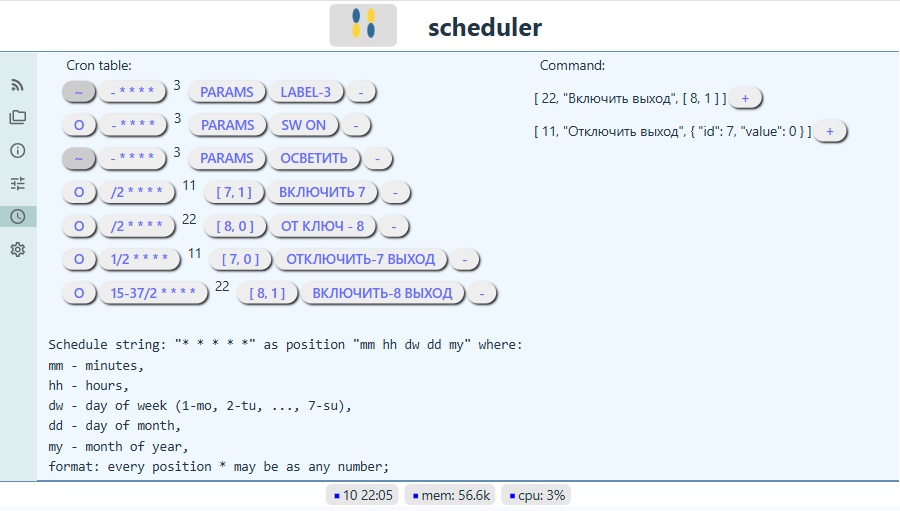 scheduler
Cron table:
~ - * * * * 3 PARAMS LABEL-3 -
O - * * * * 3 PARAMS SW ON -
~ - * * * * 3 PARAMS ОСВЕТИТЬ -
O /2 * * * * 11 [ 7, 1 ] ВКЛЮЧИТЬ 7 -
O /2 * * * * 22 [ 8, 0 ] ОТ КЛЮЧ - 8 -
O 1/2 * * * * 11 [ 7, 0 ] ОТКЛЮЧИТЬ-7 ВЫХОД -
O 15-37/2 * * * * 22 [ 8, 1 ] ВКЛЮЧИТЬ-8 ВЫХОД -
Command:
[ 22, "Включить выход", [ 8, 1 ] ] +
[ 11, "Отключить выход", { "id": 7, "value": 0 } ] +
Schedule string: "* * * * *" as position "mm hh dw dd my" where:
mm - minutes,
hh - hours,
dw - day of week (1-mo, 2-tu, ..., 7-su),
dd - day of month,
my - month of year,
format: every position * may be as any number;
10 22:05 mem: 56.6k cpu: 3%